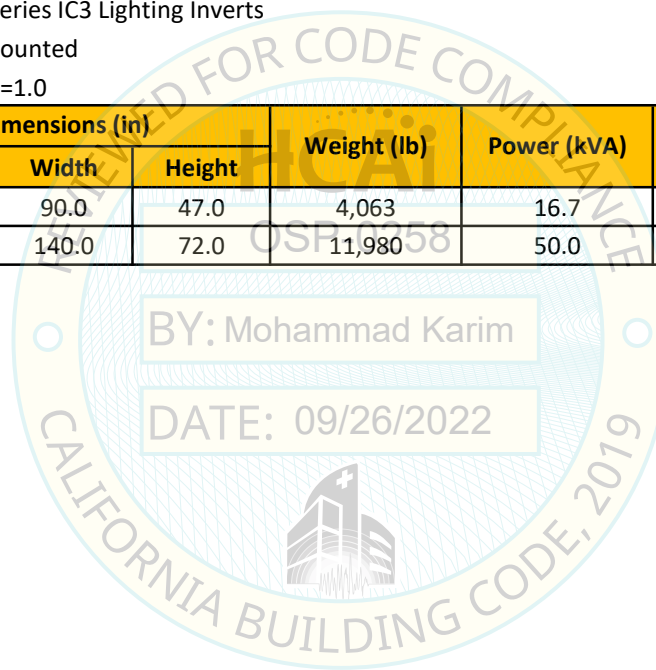 eries IC3 Lighting Inverts
ounted
=1.0
mensions (in) Weight (lb) Power (kVA)
Width Height
90.0 47.0 4,063 16.7
140.0 72.0 11,980 50.0
REVIEWED FOR CODE COMPLIANCE
HCAi
OSP-0258
BY: Mohammad Karim
DATE: 09/26/2022
CALIFORNIA BUILDING CODE, 2019